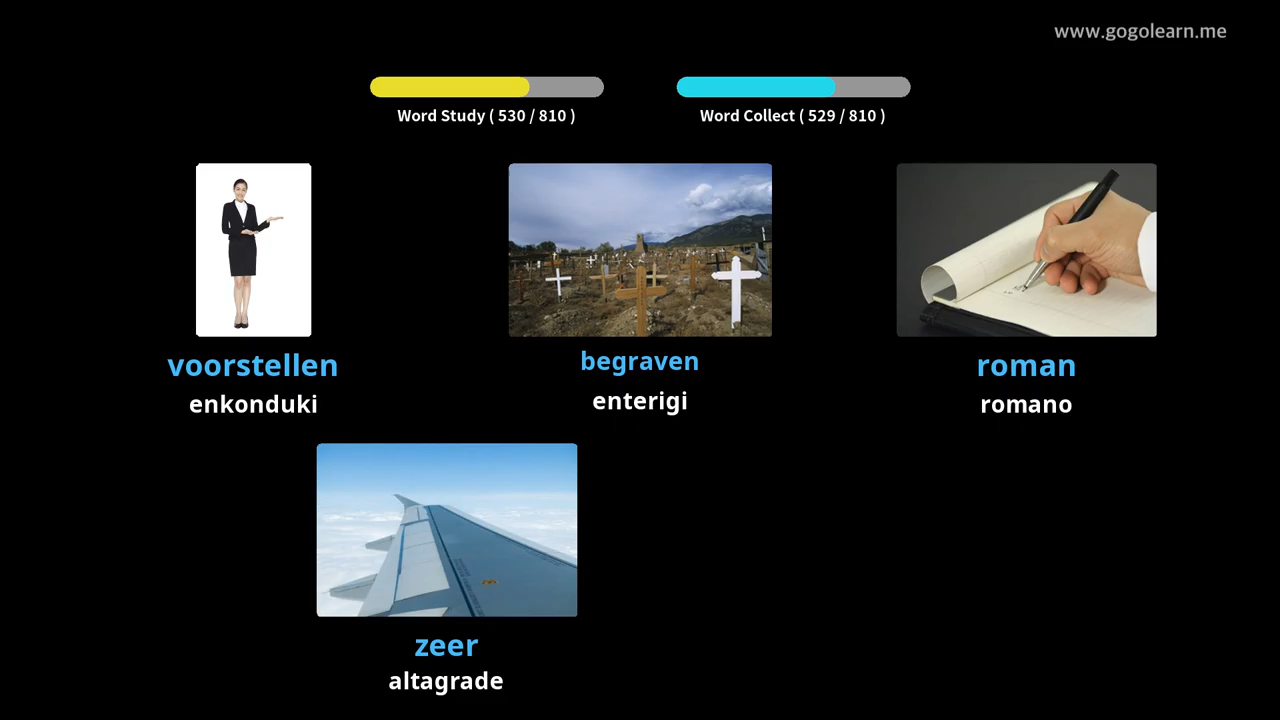 www.gogolearn.me
Word Study ( 530 / 810 )
Word Collect ( 529 / 810 )
voorstellen
enkonduki
begraven
enterigi
roman
romano
zeer
altagrade